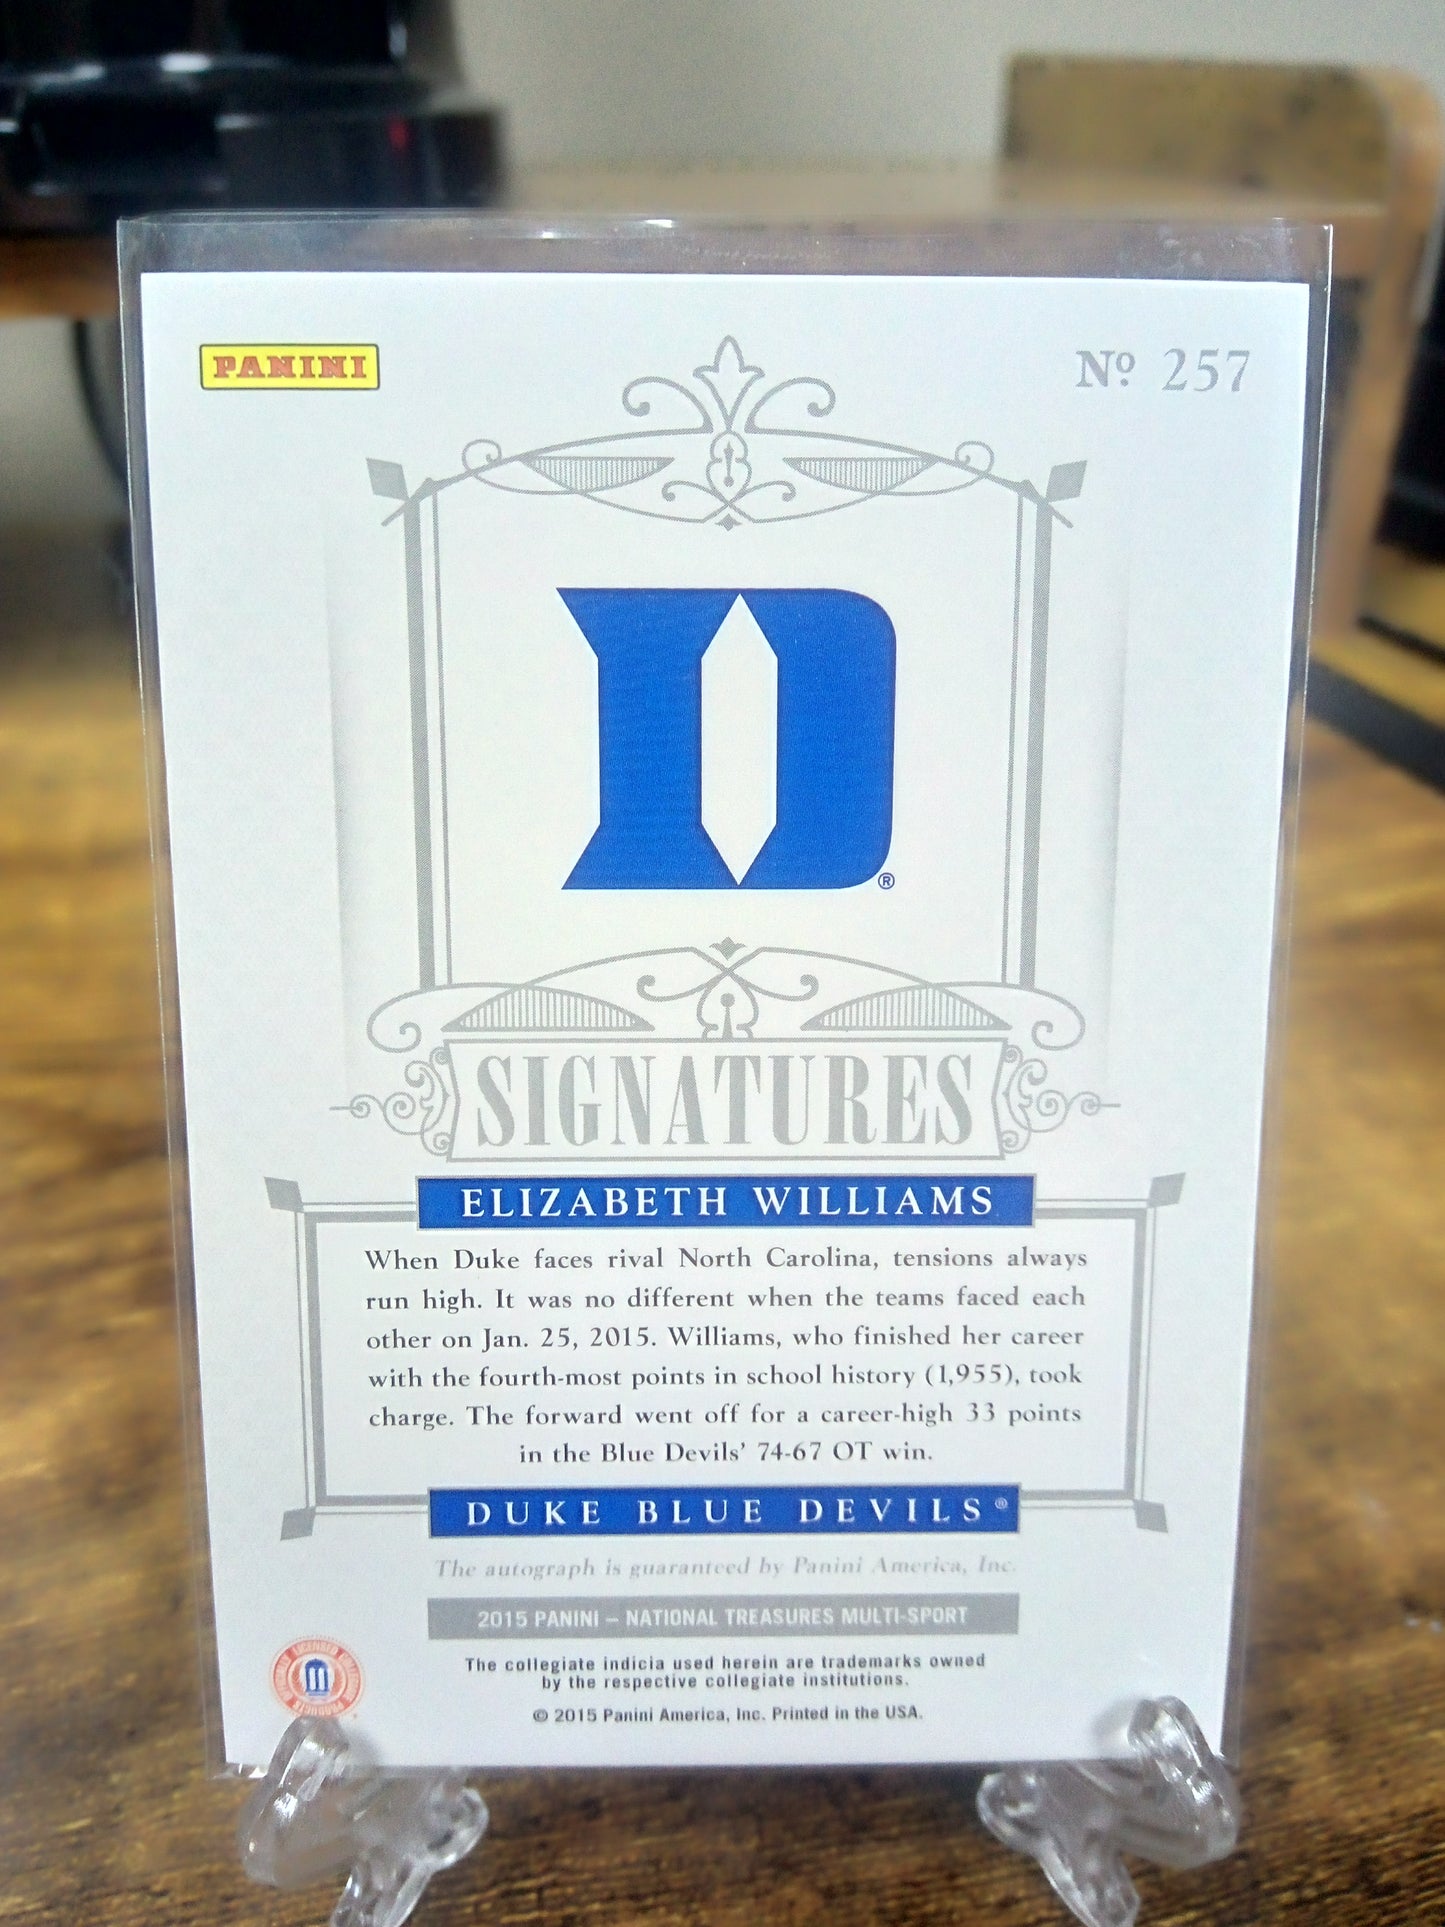 PANINI
Nº 257
D®
SIGNATURES
ELIZABETH WILLIAMS
When Duke faces rival North Carolina, tensions always
run high. It was no different when the teams faced each
other on Jan. 25, 2015. Williams, who finished her career
with the fourth-most points in school history (1,955), took
charge. The forward went off for a career-high 33 points
in the Blue Devils' 74-67 OT win.
DUKE BLUE DEVILS®
The autograph is guaranteed by Panini America, Inc.
2015 PANINI – NATIONAL TREASURES MULTI-SPORT
The collegiate indicia used herein are trademarks owned
by the respective collegiate institutions.
© 2015 Panini America, Inc. Printed in the USA.